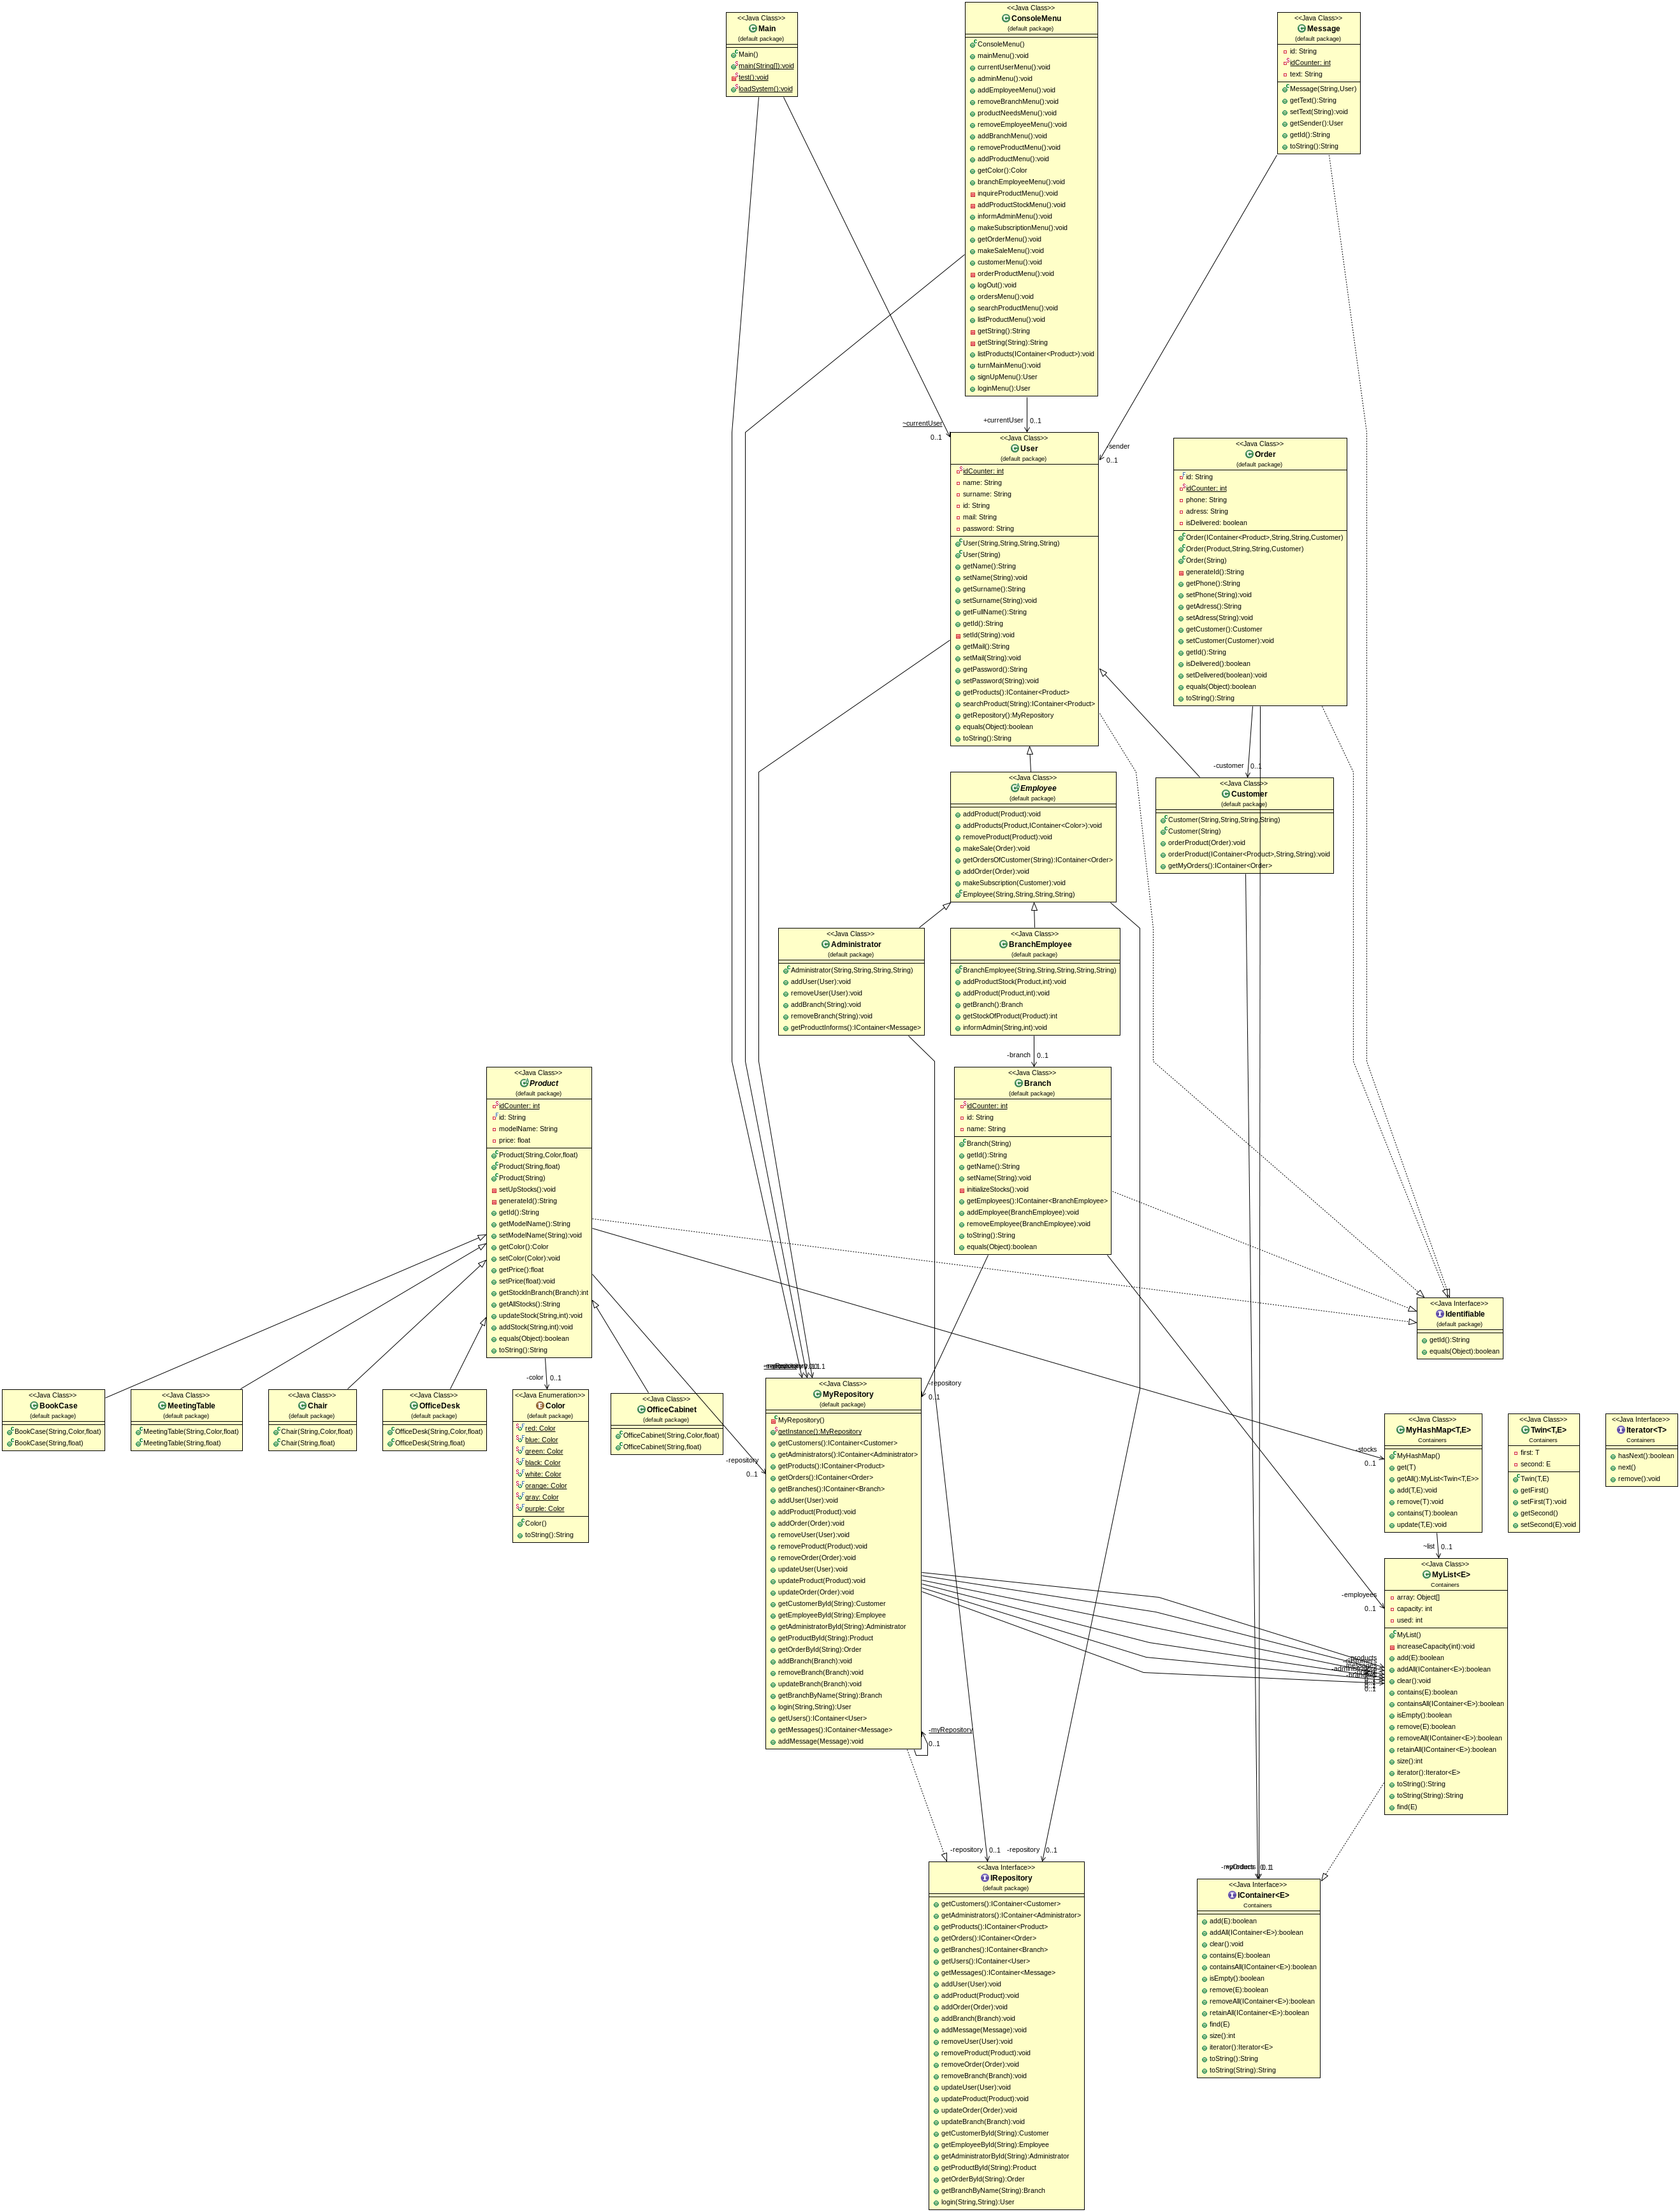 <<Java Class>>
Main
(default package)
Main()
main(String[]):void
test():void
loadSystem():void
<<Java Class>>
ConsoleMenu
(default package)
ConsoleMenu()
mainMenu():void
currentUserMenu():void
adminMenu():void
addEmployeeMenu():void
removeBranchMenu():void
productNeedsMenu():void
removeEmployeeMenu():void
addBranchMenu():void
removeProductMenu():void
addProductMenu():void
getColor():Color
branchEmployeeMenu():void
inquireProductMenu():void
addProductStockMenu():void
informAdminMenu():void
makeSubscriptionMenu():void
getOrderMenu():void
makeSaleMenu():void
customerMenu():void
orderProductMenu():void
logOut():void
ordersMenu():void
searchProductMenu():void
listProductMenu():void
getString():String
getString(String):String
listProducts(IContainer<Product>):void
turnMainMenu():void
signUpMenu():User
loginMenu():User
<<Java Class>>
Message
(default package)
id: String
idCounter: int
text: String
Message(String,User)
getText():String
setText(String):void
getSender():User
getId():String
toString():String
~currentUser
0..1
+currentUser
0..1
-sender
0..1
<<Java Class>>
User
(default package)
idCounter: int
name: String
surname: String
id: String
mail: String
password: String
User(String,String,String,String)
User(String)
getName():String
setName(String):void
getSurname():String
setSurname(String):void
getFullName():String
getId():String
setId(String):void
getMail():String
setMail(String):void
getPassword():String
setPassword(String):void
getProducts():IContainer<Product>
searchProduct(String):IContainer<Product>
getRepository():MyRepository
equals(Object):boolean
toString():String
<<Java Class>>
Order
(default package)
id: String
idCounter: int
phone: String
adress: String
isDelivered: boolean
Order(IContainer<Product>,String,String,Customer)
Order(Product,String,String,Customer)
Order(String)
generateId():String
getPhone():String
setPhone(String):void
getAdress():String
setAdress(String):void
getCustomer():Customer
setCustomer(Customer):void
getId():String
isDelivered():boolean
setDelivered(boolean):void
equals(Object):boolean
toString():String
-customer
0..1
<<Java Class>>
Employee
(default package)
addProduct(Product):void
addProducts(Product,IContainer<Color>):void
removeProduct(Product):void
makeSale(Order):void
getOrdersOfCustomer(String):IContainer<Order>
addOrder(Order):void
makeSubscription(Customer):void
Employee(String,String,String,String)
<<Java Class>>
Customer
(default package)
Customer(String,String,String,String)
Customer(String)
orderProduct(Order):void
orderProduct(IContainer<Product>,String,String):void
getMyOrders():IContainer<Order>
<<Java Class>>
Administrator
(default package)
Administrator(String,String,String,String)
addUser(User):void
removeUser(User):void
addBranch(String):void
removeBranch(String):void
getProductInforms():IContainer<Message>
<<Java Class>>
BranchEmployee
(default package)
BranchEmployee(String,String,String,String,String)
addProductStock(Product,int):void
addProduct(Product,int):void
getBranch():Branch
getStockOfProduct(Product):int
informAdmin(String,int):void
-branch
0..1
<<Java Class>>
Product
(default package)
idCounter: int
id: String
modelName: String
price: float
Product(String,Color,float)
Product(String,float)
Product(String)
setUpStocks():void
generateId():String
getId():String
getModelName():String
setModelName(String):void
getColor():Color
setColor(Color):void
getPrice():float
setPrice(float):void
getStockInBranch(Branch):int
getAllStocks():String
updateStock(String,int):void
addStock(String,int):void
equals(Object):boolean
toString():String
<<Java Class>>
Branch
(default package)
idCounter: int
id: String
name: String
Branch(String)
getId():String
getName():String
setName(String):void
initializeStocks():void
getEmployees():IContainer<BranchEmployee>
addEmployee(BranchEmployee):void
removeEmployee(BranchEmployee):void
toString():String
equals(Object):boolean
<<Java Interface>>
Identifiable
(default package)
getId():String
equals(Object):boolean
-color
0..1
-repository
0..1
<<Java Class>>
BookCase
(default package)
BookCase(String,Color,float)
BookCase(String,float)
<<Java Class>>
MeetingTable
(default package)
MeetingTable(String,Color,float)
MeetingTable(String,float)
<<Java Class>>
Chair
(default package)
Chair(String,Color,float)
Chair(String,float)
<<Java Class>>
OfficeDesk
(default package)
OfficeDesk(String,Color,float)
OfficeDesk(String,float)
<<Java Enumeration>>
Color
(default package)
red: Color
blue: Color
green: Color
black: Color
white: Color
orange: Color
gray: Color
purple: Color
Color()
toString():String
<<Java Class>>
OfficeCabinet
(default package)
OfficeCabinet(String,Color,float)
OfficeCabinet(String,float)
-repository
0..1
<<Java Class>>
MyRepository
(default package)
MyRepository()
getInstance():MyRepository
getCustomers():IContainer<Customer>
getAdministrators():IContainer<Administrator>
getProducts():IContainer<Product>
getOrders():IContainer<Order>
getBranches():IContainer<Branch>
addUser(User):void
addProduct(Product):void
addOrder(Order):void
removeUser(User):void
removeProduct(Product):void
removeOrder(Order):void
updateUser(User):void
updateProduct(Product):void
updateOrder(Order):void
getCustomerById(String):Customer
getEmployeeById(String):Employee
getAdministratorById(String):Administrator
getProductById(String):Product
getOrderById(String):Order
addBranch(Branch):void
removeBranch(Branch):void
updateBranch(Branch):void
getBranchByName(String):Branch
login(String,String):User
getUsers():IContainer<User>
getMessages():IContainer<Message>
addMessage(Message):void
-myRepository
0..1
-stocks
0..1
<<Java Class>>
MyHashMap<T,E>
Containers
MyHashMap()
get(T)
getAll():MyList<Twin<T,E>>
add(T,E):void
remove(T):void
contains(T):boolean
update(T,E):void
<<Java Class>>
Twin<T,E>
Containers
first: T
second: E
Twin(T,E)
getFirst()
setFirst(T):void
getSecond()
setSecond(E):void
<<Java Interface>>
Iterator<T>
Containers
hasNext():boolean
next()
remove():void
~list
0..1
-employees
0..1
<<Java Class>>
MyList<E>
Containers
array: Object[]
capacity: int
used: int
MyList()
increaseCapacity(int):void
add(E):boolean
addAll(IContainer<E>):boolean
clear():void
contains(E):boolean
containsAll(IContainer<E>):boolean
isEmpty():boolean
remove(E):boolean
removeAll(IContainer<E>):boolean
retainAll(IContainer<E>):boolean
size():int
iterator():Iterator<E>
toString():String
toString(String):String
find(E)
0..1
-repository
0..1
-repository
0..1
<<Java Interface>>
IRepository
(default package)
getCustomers():IContainer<Customer>
getAdministrators():IContainer<Administrator>
getProducts():IContainer<Product>
getOrders():IContainer<Order>
getBranches():IContainer<Branch>
getUsers():IContainer<User>
getMessages():IContainer<Message>
addUser(User):void
addProduct(Product):void
addOrder(Order):void
addBranch(Branch):void
addMessage(Message):void
removeUser(User):void
removeProduct(Product):void
removeOrder(Order):void
removeBranch(Branch):void
updateUser(User):void
updateProduct(Product):void
updateOrder(Order):void
updateBranch(Branch):void
getCustomerById(String):Customer
getEmployeeById(String):Employee
getAdministratorById(String):Administrator
getProductById(String):Product
getOrderById(String):Order
getBranchByName(String):Branch
login(String,String):User
<<Java Interface>>
IContainer<E>
Containers
add(E):boolean
addAll(IContainer<E>):boolean
clear():void
contains(E):boolean
containsAll(IContainer<E>):boolean
isEmpty():boolean
remove(E):boolean
removeAll(IContainer<E>):boolean
retainAll(IContainer<E>):boolean
find(E)
size():int
iterator():Iterator<E>
toString():String
toString(String):String